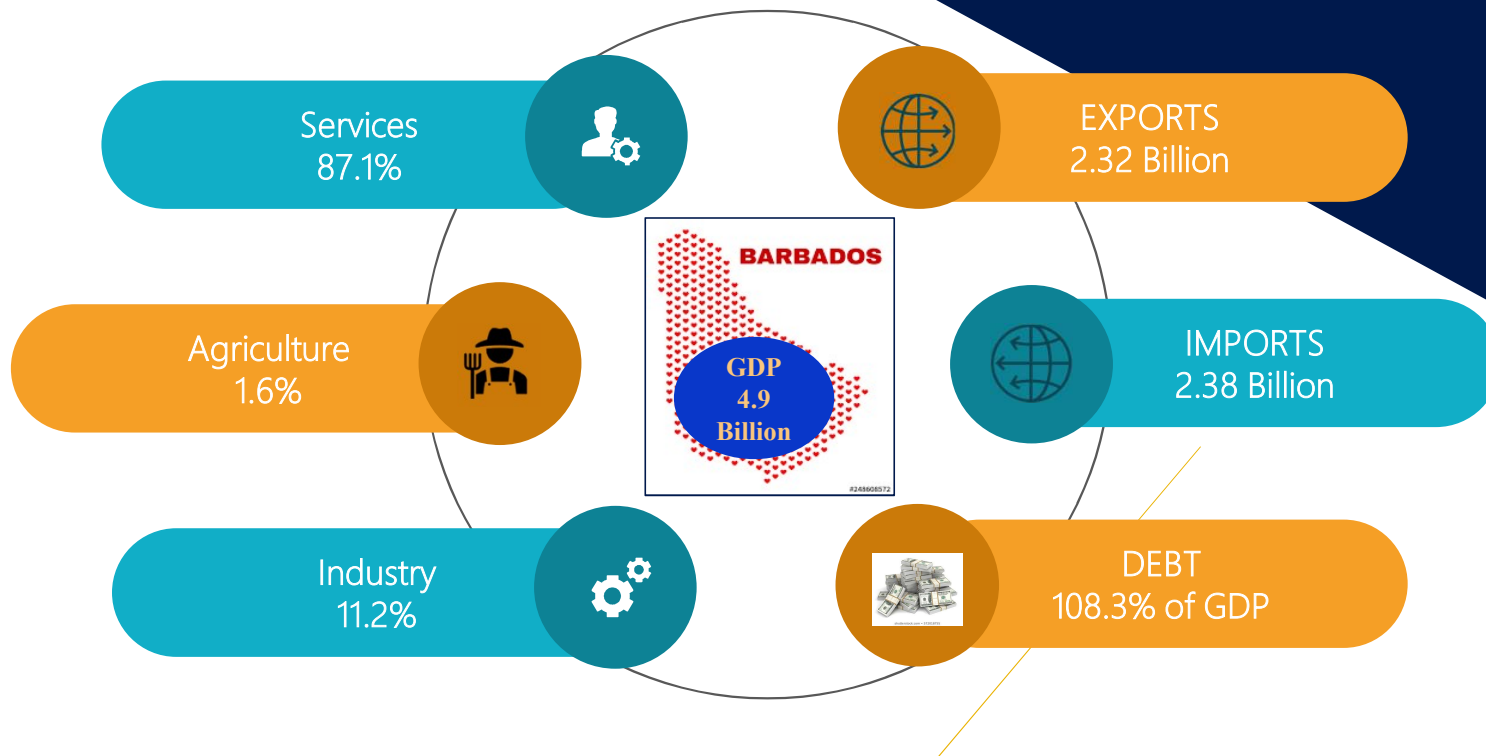 Services
87.1%
Agriculture
1.6%
Industry
11.2%
BARBADOS
GDP
4.9
Billion
#248608572
EXPORTS
2.32 Billion
IMPORTS
2.38 Billion
DEBT
108.3% of GDP